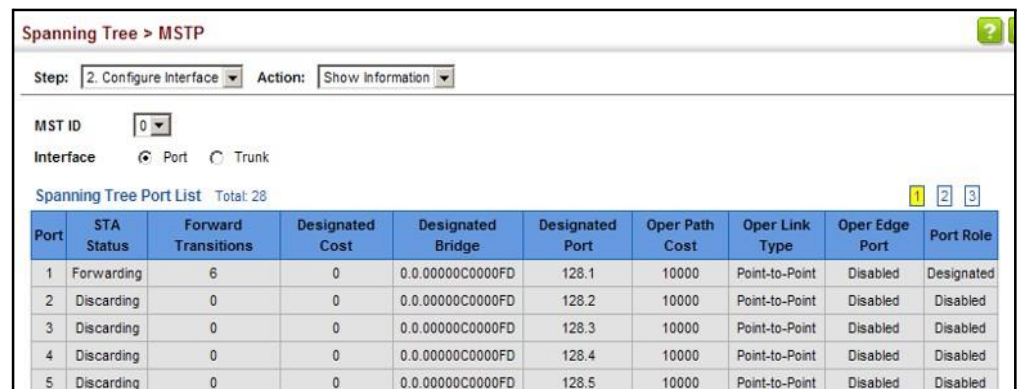 Spanning Tree > MSTP
?
Step: 2. Configure Interface Action: Show Information
MST ID 0
Interface Port Trunk
Spanning Tree Port List Total: 28 1 2 3
Port STA Status Forward Transitions Designated Cost Designated Bridge Designated Port Oper Path Cost Oper Link Type Oper Edge Port Port Role
1 Forwarding 6 0 0.0.00000C0000FD 128.1 10000 Point-to-Point Disabled Designated
2 Discarding 0 0 0.0.00000C0000FD 128.2 10000 Point-to-Point Disabled Disabled
3 Discarding 0 0 0.0.00000C0000FD 128.3 10000 Point-to-Point Disabled Disabled
4 Discarding 0 0 0.0.00000C0000FD 128.4 10000 Point-to-Point Disabled Disabled
5 Discarding 0 0 0.0.00000C0000FD 128.5 10000 Point-to-Point Disabled Disabled